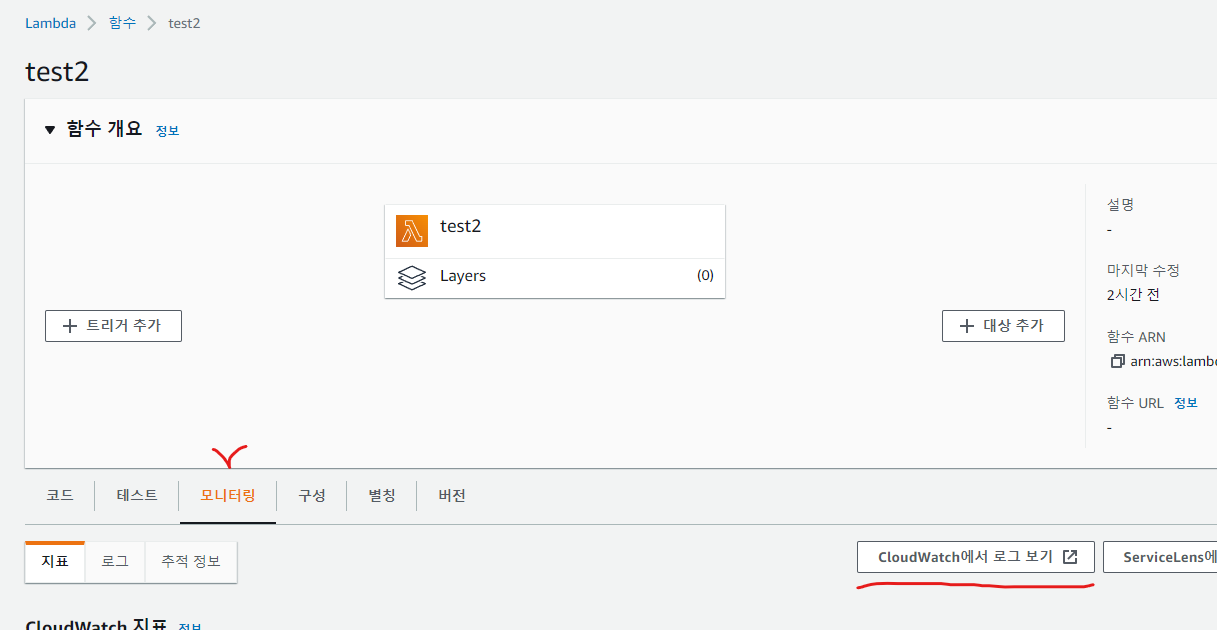 Lambda > 함수 > test2
test2
▼ 함수 개요 정보
test2
Layers (0)
+ 트리거 추가
+ 대상 추가
설명
-
마지막 수정
2시간 전
함수 ARN
arn:aws:lambd
함수 URL 정보
-
코드 테스트 모니터링 구성 별칭 버전
지표 로그 추적 정보
CloudWatch에서 로그 보기 ServiceLens에
CloudWatch 지표 정보